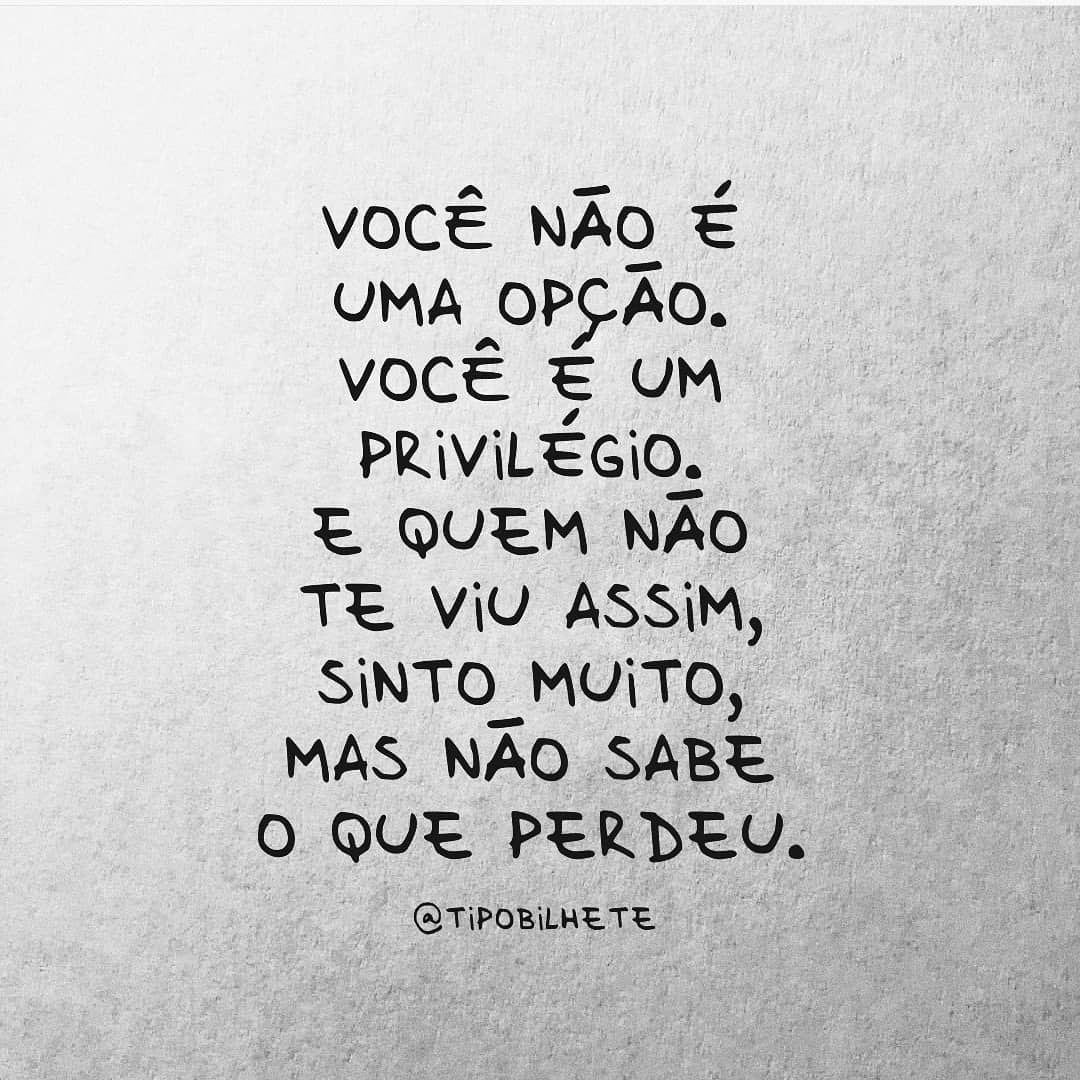 VOCÊ NÃO É
UMA OPÇÃO.
VOCÊ É UM
PRIVILÉGIO.
E QUEM NÃO
TE VIU ASSIM,
SINTO MUITO,
MAS NÃO SABE
O QUE PERDEU.
@TIPOBILHETE